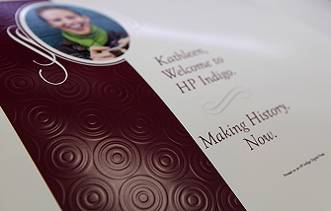 Kathleen,
Welcome to
HP Indigo.
Making History.
Now.